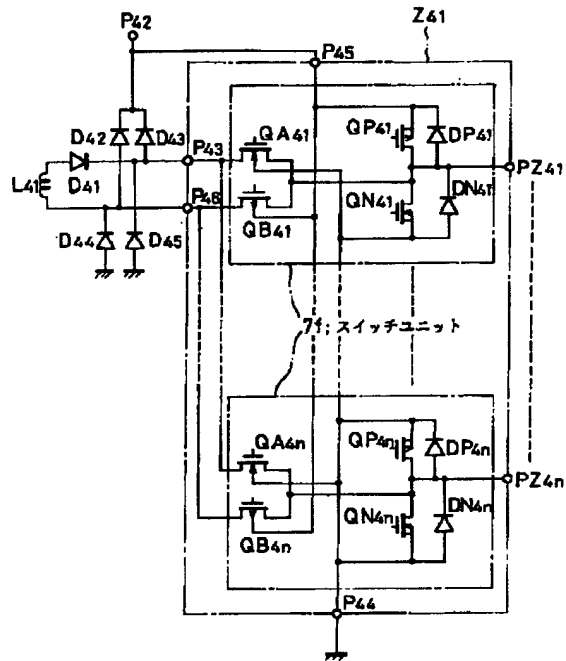 P42
Z41
P45
D42
D43
P43
QA41
QP41
DP41
PZ41
L41
D41
P46
QN41
DN41
D44
D45
QB41
7f;スイッチユニット
QA4n
QP4n
DP4n
PZ4n
QN4n
DN4n
QB4n
P44